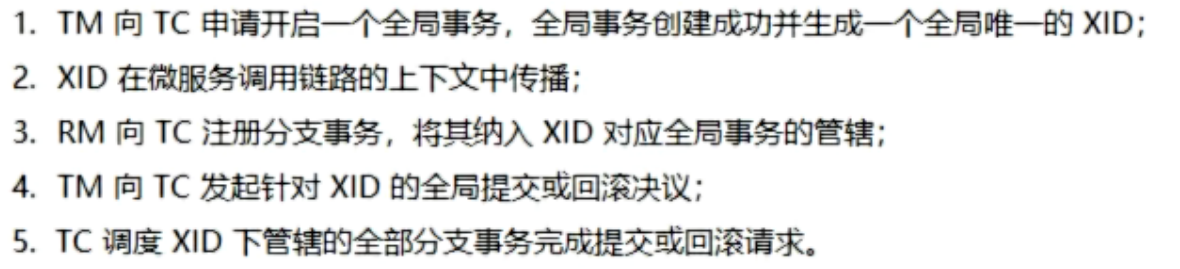 1. TM 向 TC 申请开启一个全局事务，全局事务创建成功并生成一个全局唯一的 XID；
2. XID 在微服务调用链路的上下文中传播；
3. RM 向 TC 注册分支事务，将其纳入 XID 对应全局事务的管辖；
4. TM 向 TC 发起针对 XID 的全局提交或回滚决议；
5. TC 调度 XID 下管辖的全部分支事务完成提交或回滚请求。